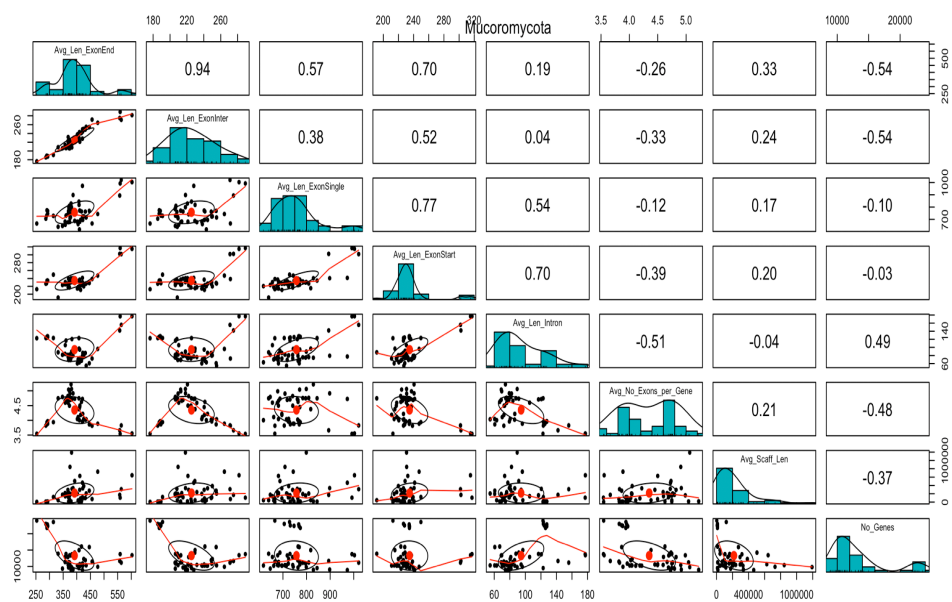 Mucoromycota
180 220 260
200 240 280 320
3.5 4.0 4.5 5.0
10000 20000
Avg_Len_ExonEnd
0.94
0.57
0.70
0.19
-0.26
0.33
-0.54
250 500
180 260
Avg_Len_ExonInter
0.38
0.52
0.04
-0.33
0.24
-0.54
Avg_Len_ExonSingle
0.77
0.54
-0.12
0.17
-0.10
700 1000
200 280
Avg_Len_ExonStart
0.70
-0.39
0.20
-0.03
Avg_Len_Intron
-0.51
-0.04
0.49
60 140
3.5 4.5
Avg_No_Exons_per_Gene
0.21
-0.48
Avg_Scaff_Len
-0.37
0 1000000
10000
No_Genes
250 350 450 550
700 800 900
60 100 140 180
0 400000 1000000